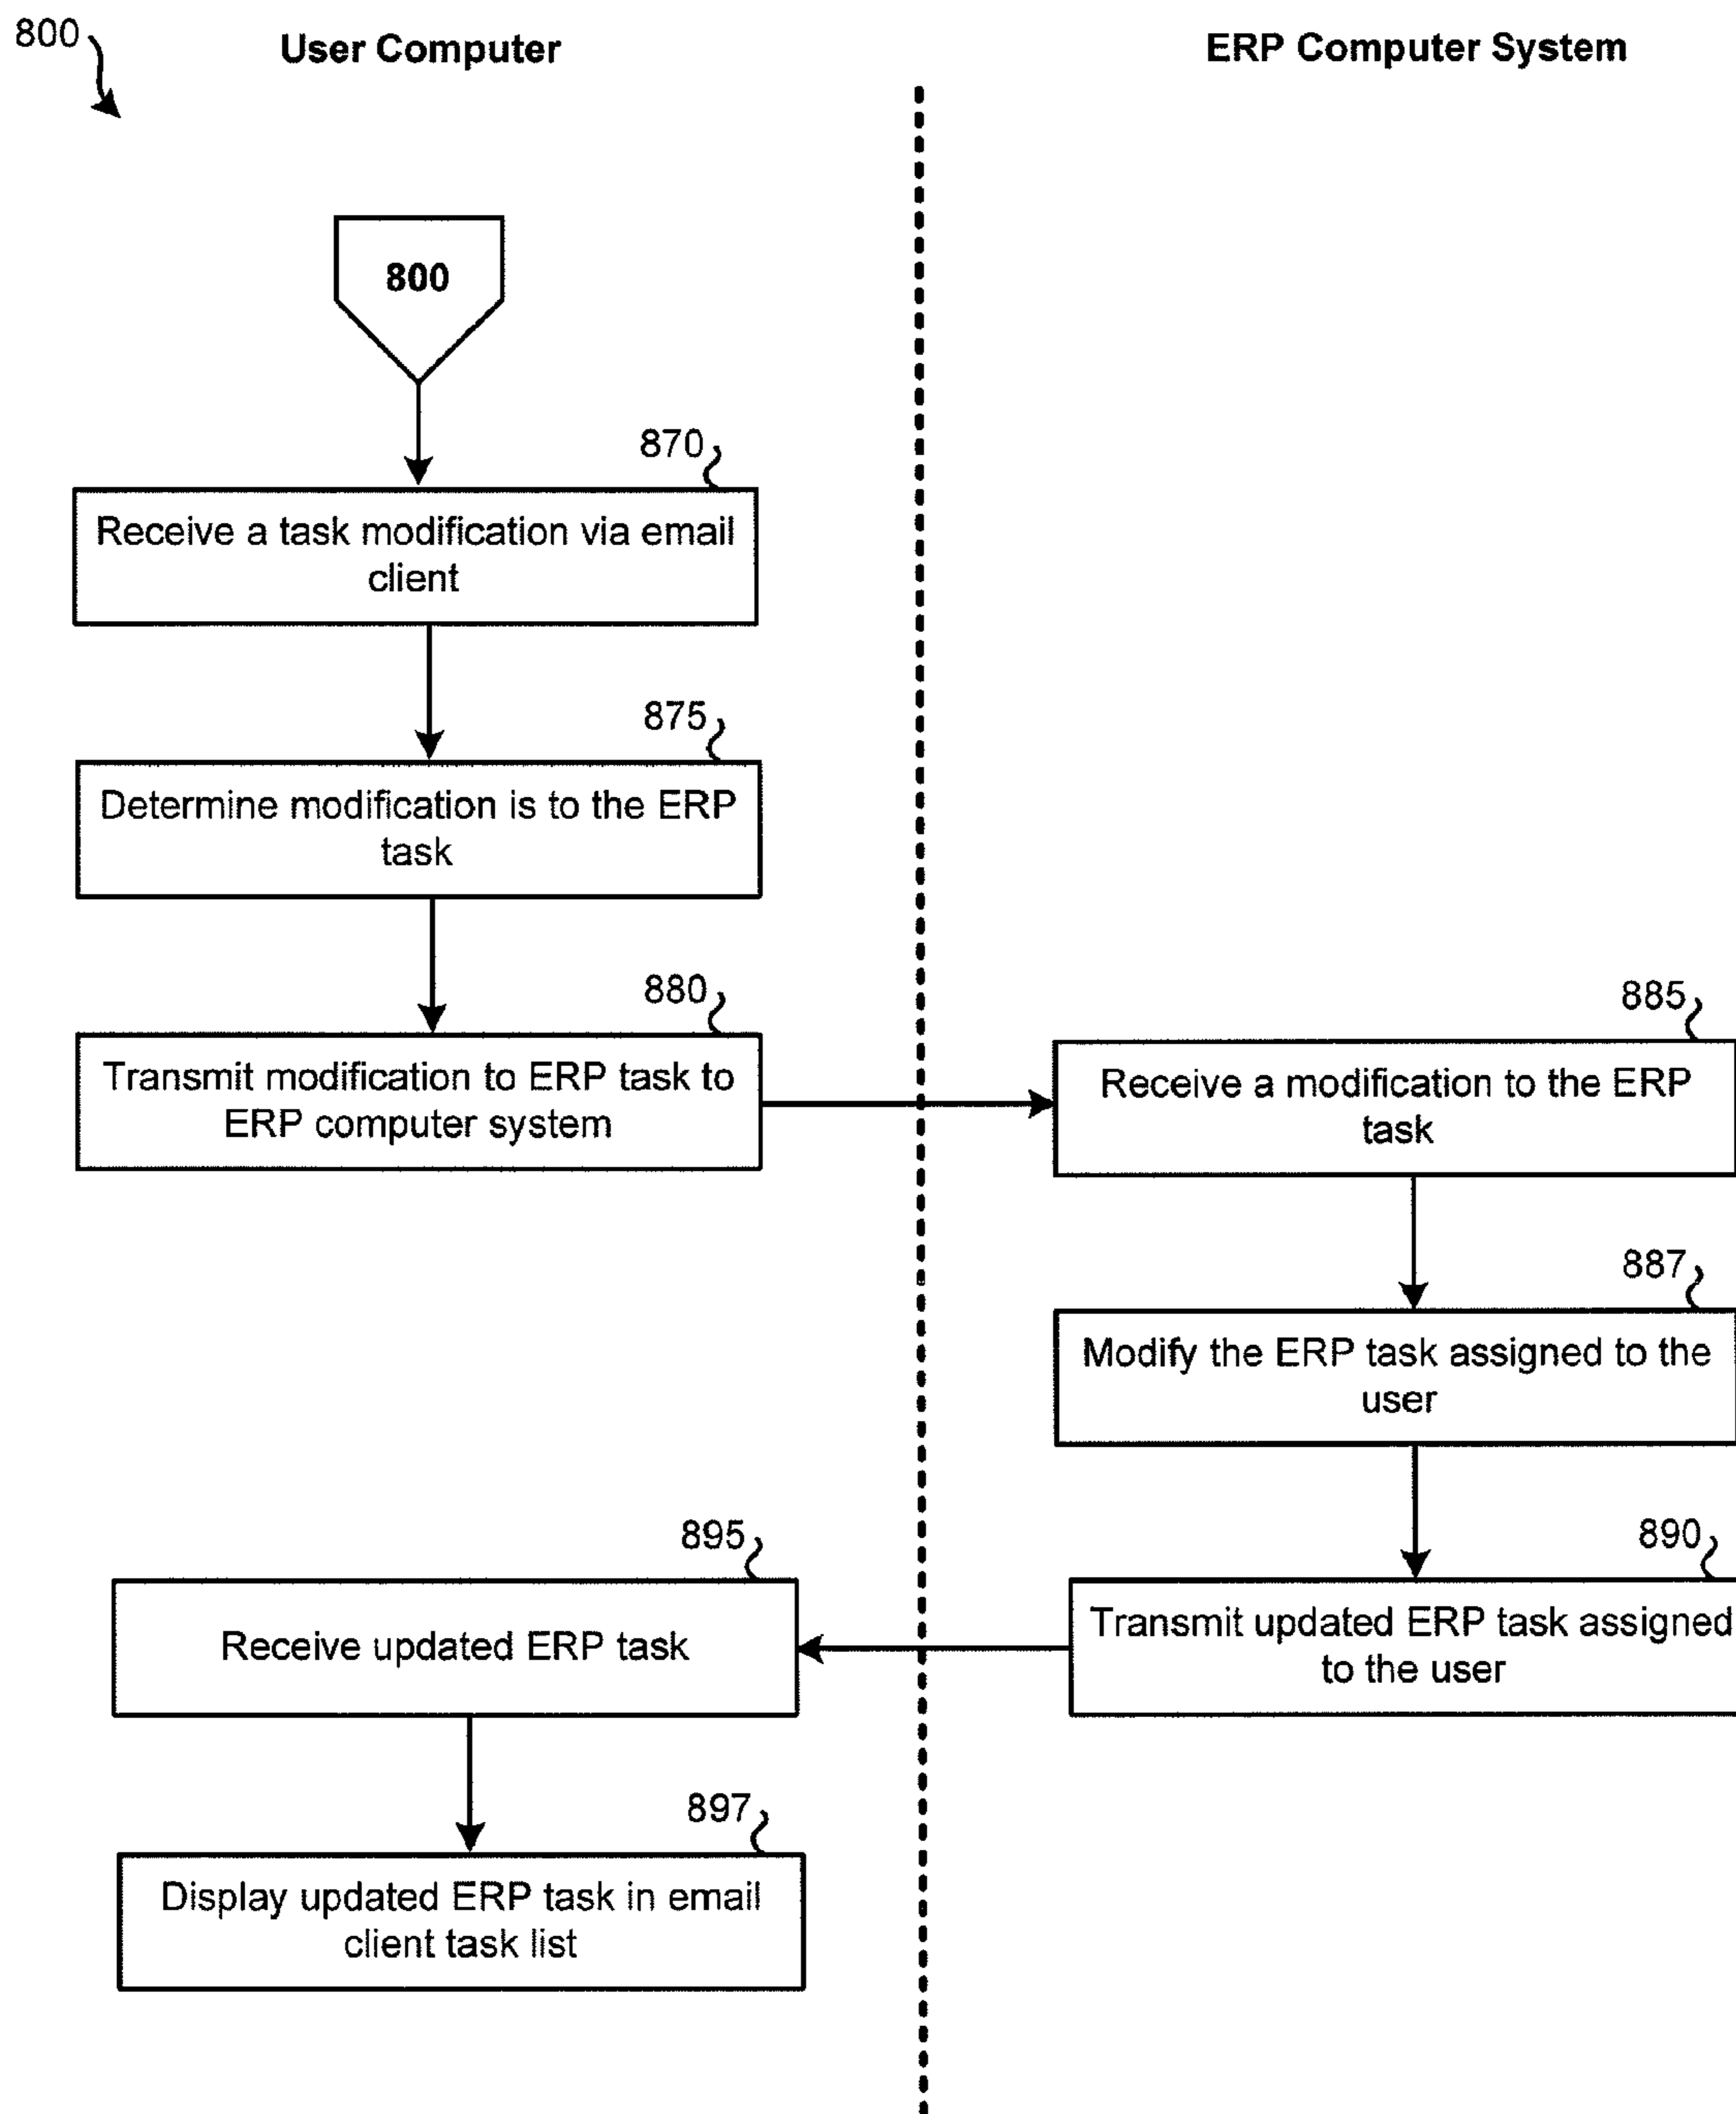 800
User Computer
ERP Computer System
800
870
Receive a task modification via email
client
875
Determine modification is to the ERP
task
880
Transmit modification to ERP task to
ERP computer system
885
Receive a modification to the ERP
task
887
Modify the ERP task assigned to the
user
890
Transmit updated ERP task assigned
to the user
895
Receive updated ERP task
897
Display updated ERP task in email
client task list